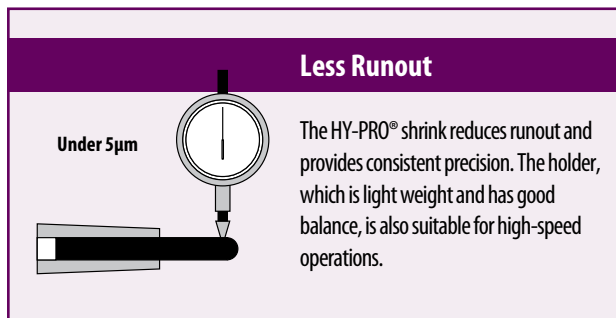 Less Runout
Under 5µm
The HY-PRO® shrink reduces runout and
provides consistent precision. The holder,
which is light weight and has good
balance, is also suitable for high-speed
operations.